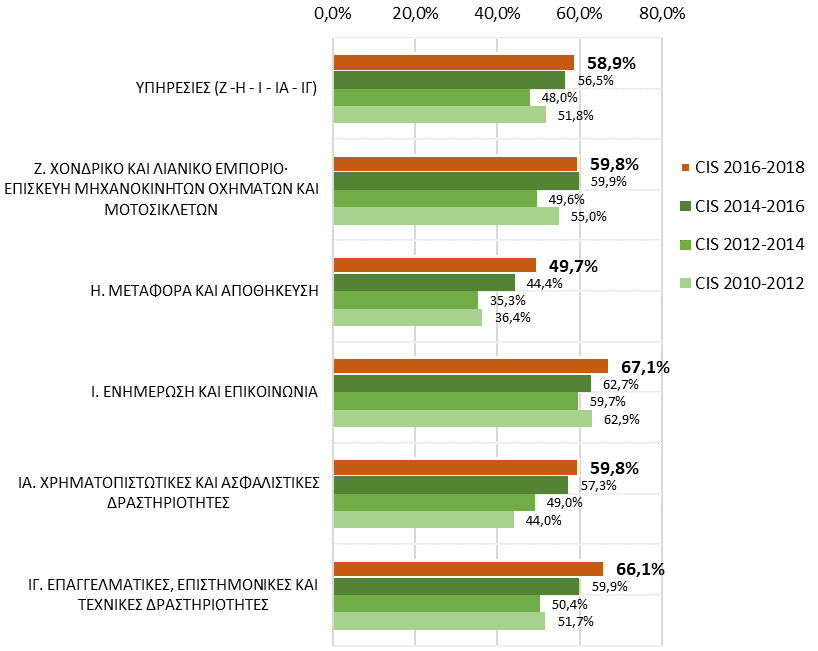 0,0% 20,0% 40,0% 60,0% 80,0%
ΥΠΗΡΕΣΙΕΣ (Ζ -Η - Ι - ΙΑ - ΙΓ)
58,9%
56,5%
48,0%
51,8%
Ζ. ΧΟΝΔΡΙΚΟ ΚΑΙ ΛΙΑΝΙΚΟ ΕΜΠΟΡΙΟ·
ΕΠΙΣΚΕΥΗ ΜΗΧΑΝΟΚΙΝΗΤΩΝ ΟΧΗΜΑΤΩΝ ΚΑΙ
ΜΟΤΟΣΙΚΛΕΤΩΝ
59,8%
59,9%
49,6%
55,0%
Η. ΜΕΤΑΦΟΡΑ ΚΑΙ ΑΠΟΘΗΚΕΥΣΗ
49,7%
44,4%
35,3%
36,4%
Ι. ΕΝΗΜΕΡΩΣΗ ΚΑΙ ΕΠΙΚΟΙΝΩΝΙΑ
67,1%
62,7%
59,7%
62,9%
ΙΑ. ΧΡΗΜΑΤΟΠΙΣΤΩΤΙΚΕΣ ΚΑΙ ΑΣΦΑΛΙΣΤΙΚΕΣ
ΔΡΑΣΤΗΡΙΟΤΗΤΕΣ
59,8%
57,3%
49,0%
44,0%
ΙΓ. ΕΠΑΓΓΕΛΜΑΤΙΚΕΣ, ΕΠΙΣΤΗΜΟΝΙΚΕΣ ΚΑΙ
ΤΕΧΝΙΚΕΣ ΔΡΑΣΤΗΡΙΟΤΗΤΕΣ
66,1%
59,9%
50,4%
51,7%
CIS 2016-2018
CIS 2014-2016
CIS 2012-2014
CIS 2010-2012